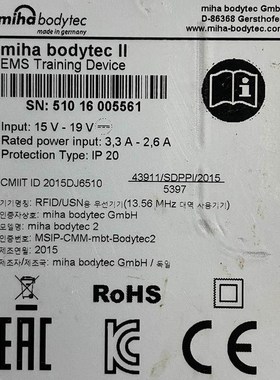 miha bodytec
made in germany
miha bodytec GmbH
D-86368 Gersthofen
www.miha-bodytec
miha bodytec II
EMS Training Device
SN: 510 16 005561
Input: 15 V - 19 V
Rated power input: 3,3 A - 2,6 A
Protection Type: IP 20
CMIIT ID 2015DJ6510
43911/SDPPI/2015
5397
기기명칭: RFID/USN용 무선기기 (13.56 MHz 대역 사용기기)
인증상호: miha bodytec GmbH
모델명: miha bodytec 2
인증번호: MSIP-CMM-mbt-Bodytec2
제조년월: 2015
제조자/제조국: miha bodytec GmbH / 독일
RoHS
EAC